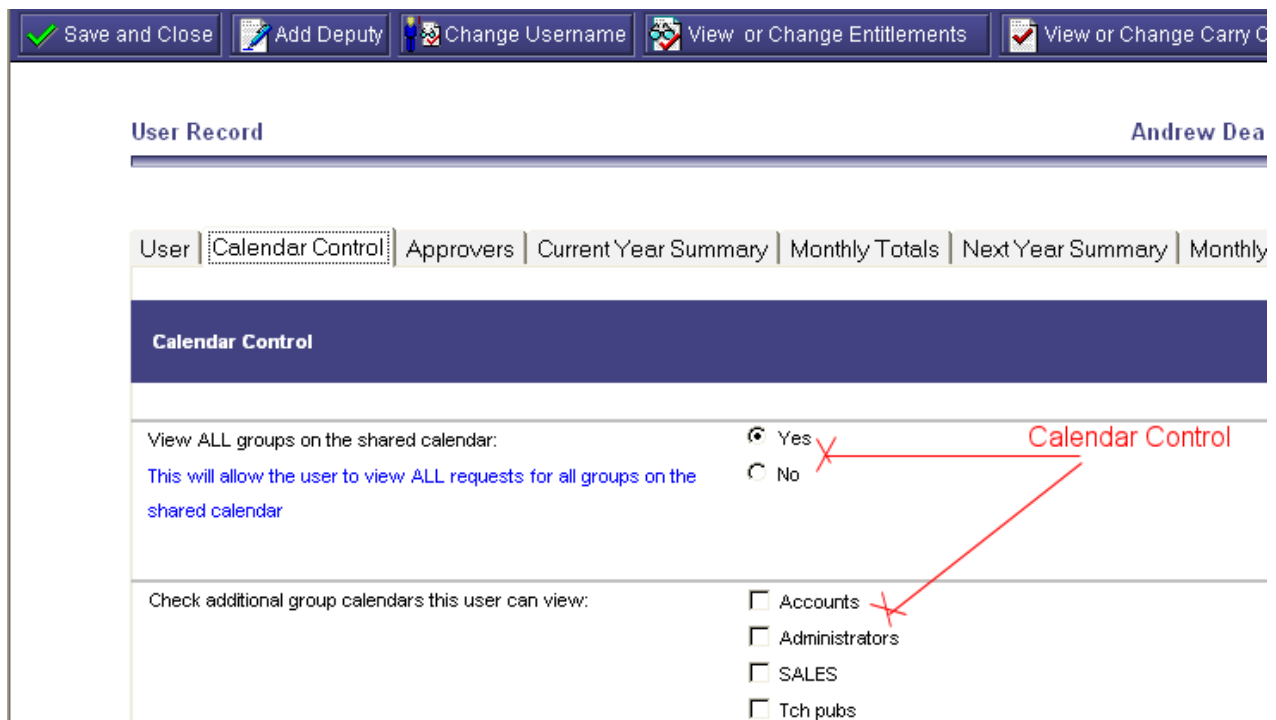 Save and Close Add Deputy Change Username View or Change Entitlements View or Change Carry
User Record Andrew
User Calendar Control Approvers Current Year Summary Monthly Totals Next Year Summary Monthly
Calendar Control
View ALL groups on the shared calendar: Yes Calendar Control
This will allow the user to view ALL requests for all groups on the No
shared calendar
Check additional group calendars this user can view: Accounts
Administrators
SALES
Tch pubs